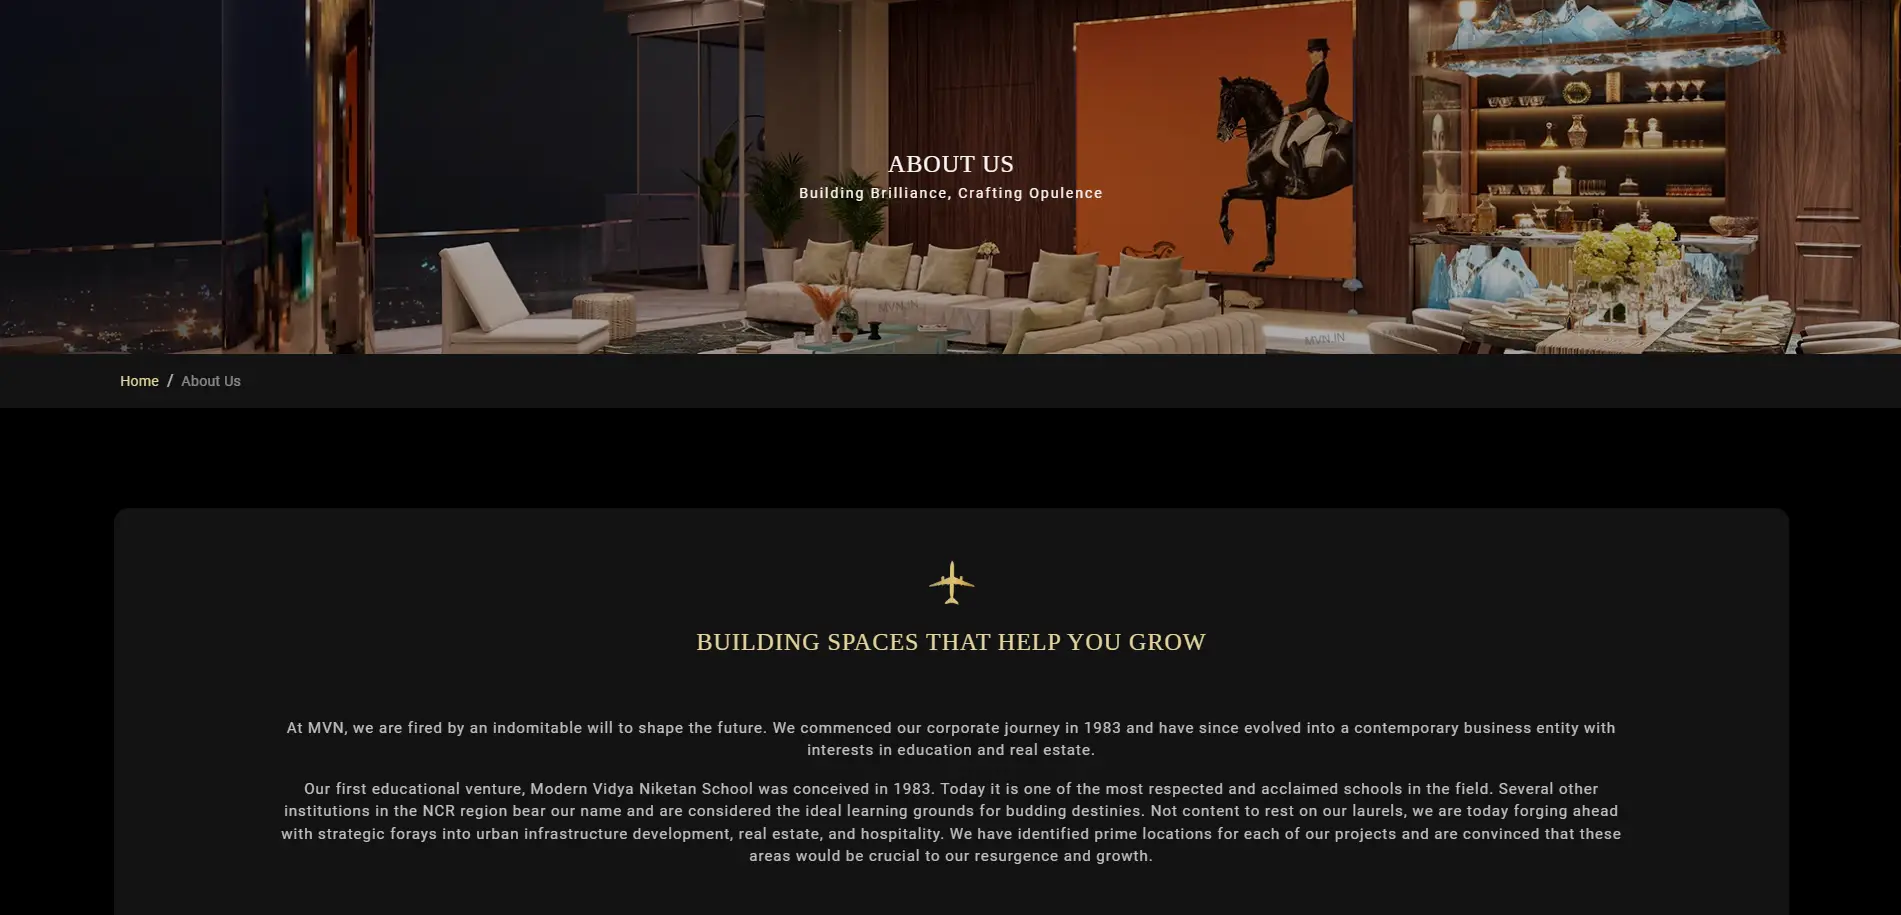 ABOUT US
Building Brilliance, Crafting Opulence
MVN.IN
MVN.IN
Home / About Us
BUILDING SPACES THAT HELP YOU GROW
At MVN, we are fired by an indomitable will to shape the future. We commenced our corporate journey in 1983 and have since evolved into a contemporary business entity with
interests in education and real estate.
Our first educational venture, Modern Vidya Niketan School was conceived in 1983. Today it is one of the most respected and acclaimed schools in the field. Several other
institutions in the NCR region bear our name and are considered the ideal learning grounds for budding destinies. Not content to rest on our laurels, we are today forging ahead
with strategic forays into urban infrastructure development, real estate, and hospitality. We have identified prime locations for each of our projects and are convinced that these
areas would be crucial to our resurgence and growth.